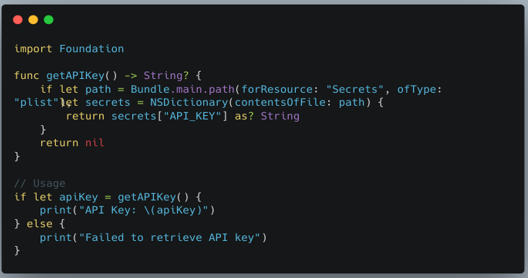 import Foundation
func getAPIKey() -> String? {
if let path = Bundle.main.path(forResource: "Secrets", ofType:
"plist"),
let secrets = NSDictionary(contentsOfFile: path) {
return secrets["API_KEY"] as? String
}
return nil
}
// Usage
if let apiKey = getAPIKey() {
print("API Key: \(apiKey)")
} else {
print("Failed to retrieve API key")
}